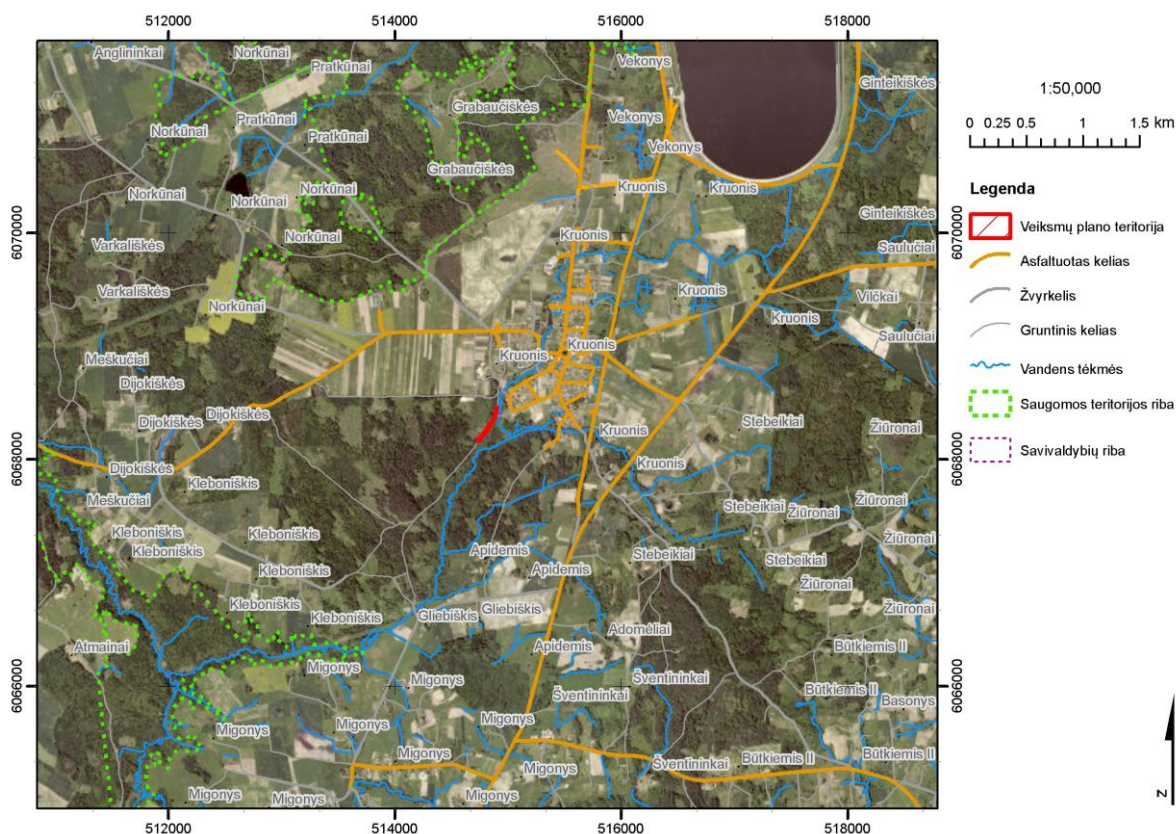 512000 514000 516000 518000
Anglininkai
Norkūnai
Pratkūnai
Vekonys
Ginteikiškės
Grabaučiškės
Norkūnai
Pratkūnai
Pratkūnai
Vekonys
Vekonys
Grabaučiškės
Norkūnai
Norkūnai
Norkūnai
Kruonis
Kruonis
Ginteikiškės
Varkališkės
Norkūnai
Kruonis
Saulučiai
Varkališkės
Norkūnai
Kruonis
Vilčkai
Kruonis
Saulučiai
Kruonis
Kruonis
Meškučiai
Dijokiškės
Dijokiškės
Dijokiškės
Kruonis
Stebeikiai
Žiūronai
Dijokiškės
Kruonis
Meškučiai
Kleboniškis
Žiūronai
Stebeikiai
Žiūronai
Kleboniškis
Kleboniškis
Kleboniškis
Apidemis
Stebeikiai
Stebeikiai
Žiūronai
Kleboniškis
Apidemis
Žiūronai
Kleboniškis
Kleboniškis
Gliebiškis
Gliebiškis
Žiūronai
Adomėliai
Atmainai
Apidemis
Būtkiemis II
Migonys
Migonys
Šventininkai
Šventininkai
Būtkiemis II
Basonys
Migonys
Migonys
Migonys
Migonys
Migonys
Šventininkai
Būtkiemis II
Būtkiemis II
Migonys
Migonys
Migonys
6070000 6070000
6068000 6068000
6066000 6066000
512000 514000 516000 518000
1:50,000
0 0.25 0.5 1 1.5 km
Legenda
Veiksmų plano teritorija
Asfaltuotas kelias
Žvyrkelis
Gruntinis kelias
Vandens tėkmės
Saugomos teritorijos riba
Savivaldybių riba
N